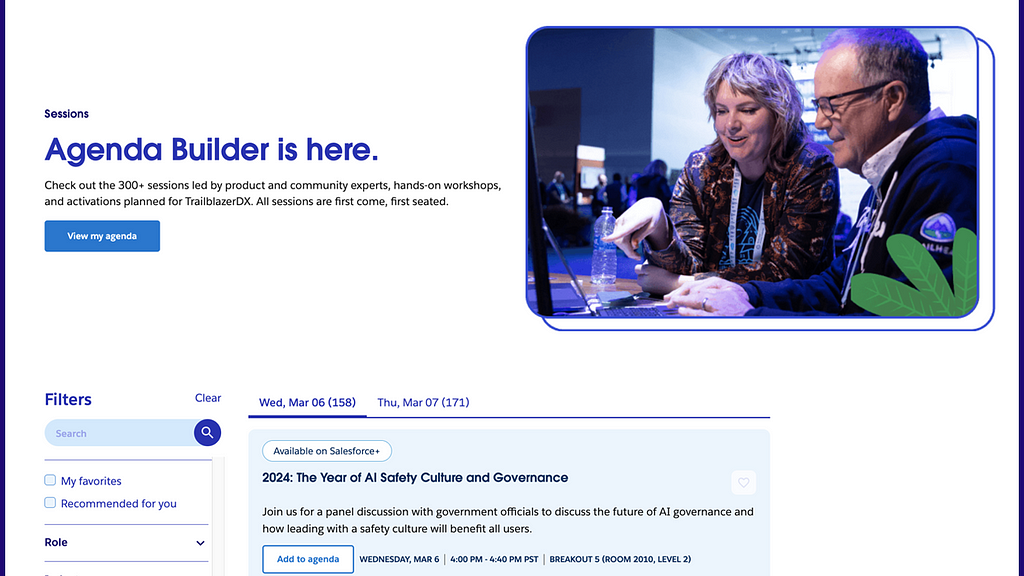 Sessions
Agenda Builder is here.
Check out the 300+ sessions led by product and community experts, hands-on workshops,
and activations planned for TrailblazerDX. All sessions are first come, first seated.
View my agenda
Filters
Clear
Search
My favorites
Recommended for you
Role
Wed, Mar 06 (158)
Thu, Mar 07 (171)
Available on Salesforce+
2024: The Year of AI Safety Culture and Governance
Join us for a panel discussion with government officials to discuss the future of AI governance and
how leading with a safety culture will benefit all users.
Add to agenda
WEDNESDAY, MAR 6 | 4:00 PM - 4:40 PM PST | BREAKOUT 5 (ROOM 2010, LEVEL 2)